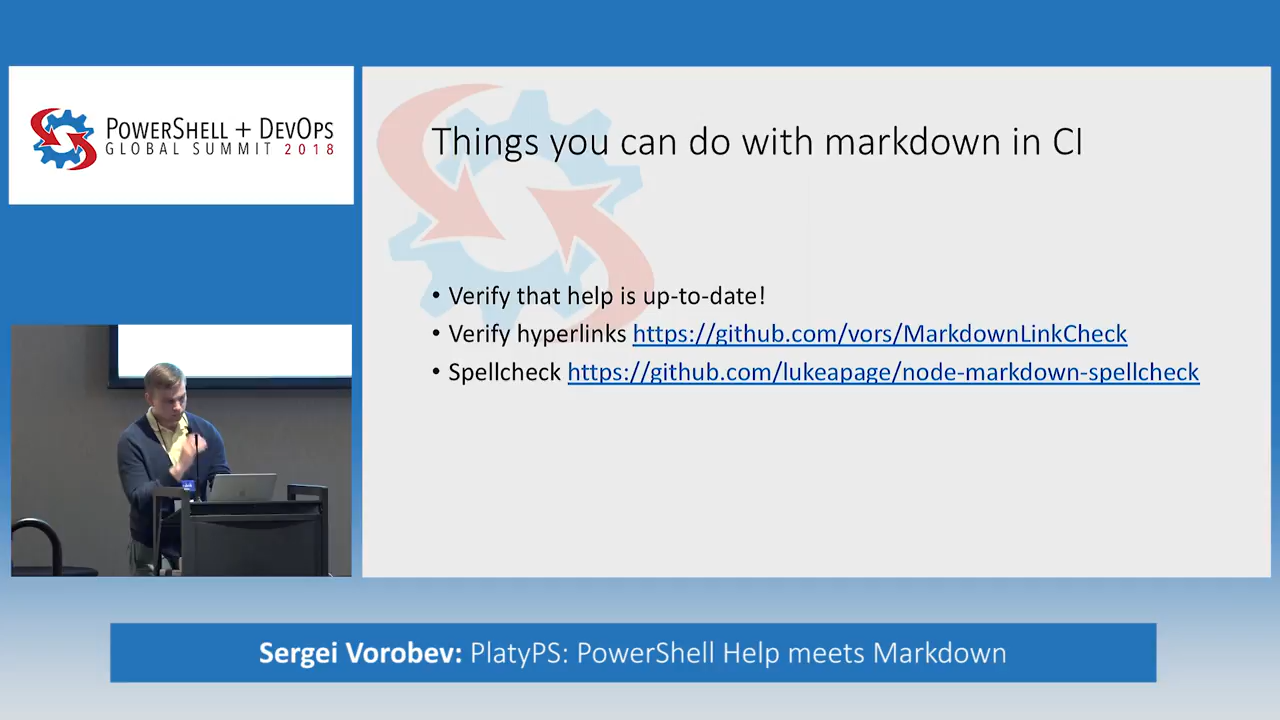 POWERSHELL + DEVOPS
GLOBAL SUMMIT 2018
Things you can do with markdown in CI
• Verify that help is up-to-date!
• Verify hyperlinks https://github.com/vors/MarkdownLinkCheck
• Spellcheck https://github.com/lukeapage/node-markdown-spellcheck
Sergei Vorobev: PlatyPS: PowerShell Help meets Markdown